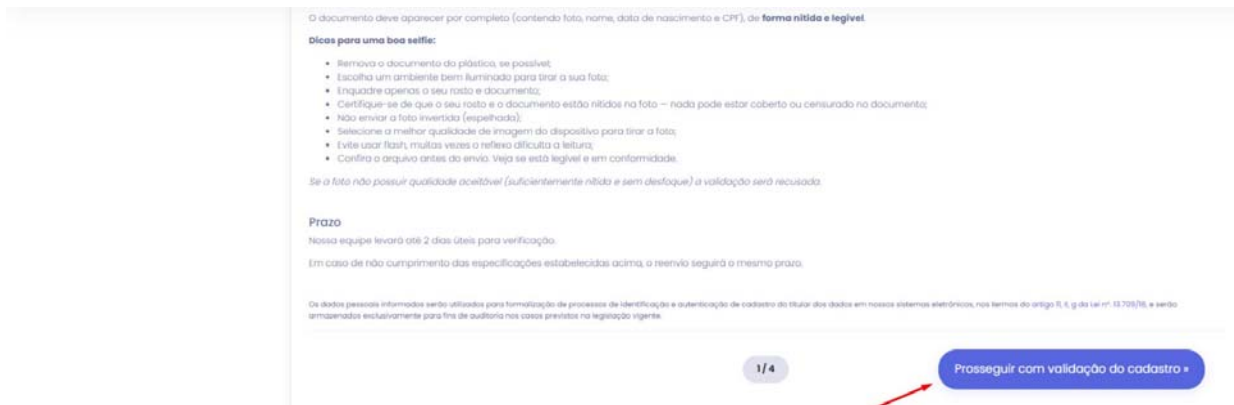 O documento deve aparecer por completo (contendo foto, nome, data de nascimento e CPF), de forma nítida e legível.
Dicas para uma boa selfie:
Remova o documento do plástico, se possível;
Escolha um ambiente bem iluminado para tirar a sua foto;
Enquadre apenas o seu rosto e documento;
Certifique-se de que o seu rosto e o documento estão nítidos na foto — nada pode estar coberto ou censurado no documento;
Não enviar a foto invertida (espelhada);
Selecione a melhor qualidade de imagem do dispositivo para tirar a foto;
Evite usar flash, muitas vezes o reflexo dificulta a leitura;
Confira o arquivo antes do envio. Veja se está legível e em conformidade.
Se a foto não possuir qualidade aceitável (suficientemente nítida e sem desfoque) a validação será recusada.
Prazo
Nossa equipe levará até 2 dias úteis para verificação.
Em caso de não cumprimento das especificações estabelecidas acima, o reenvio seguirá o mesmo prazo.
Os dados pessoais informados serão utilizados para formalização de processos de identificação e autenticação de cadastro do titular dos dados em nossos sistemas eletrônicos, nos termos do artigo 11, II, g da Lei nº. 13.709/18, e serão
armazenados exclusivamente para fins de auditoria nos casos previstos na legislação vigente.
1/4
Prosseguir com validação do cadastro »